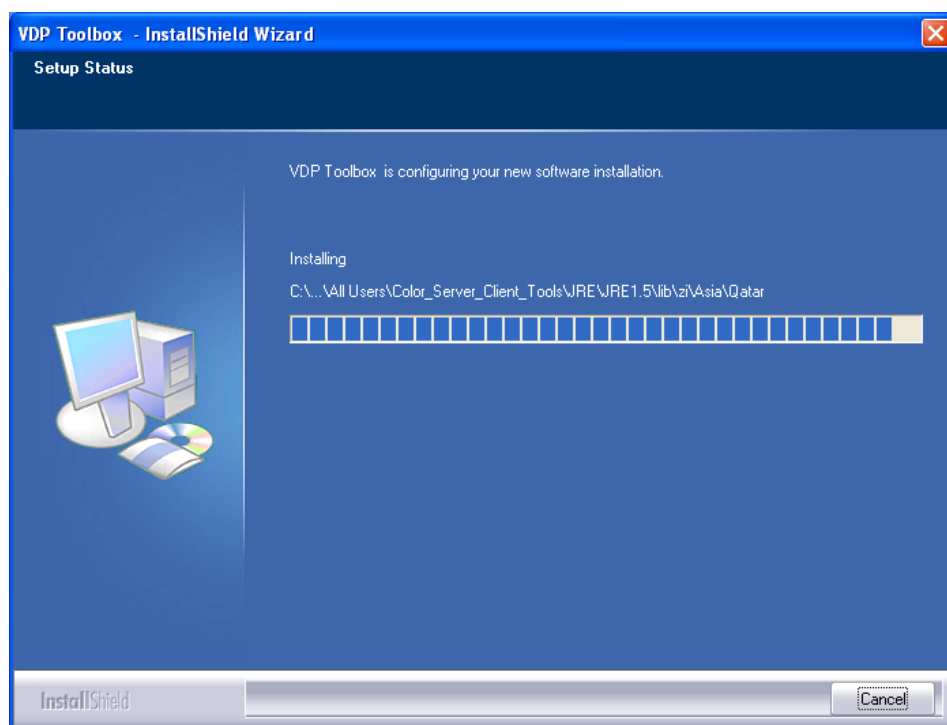 VDP Toolbox - InstallShield Wizard
Setup Status
VDP Toolbox is configuring your new software installation.
Installing
C:\...\All Users\Color_Server_Client_Tools\JRE\JRE1.5\lib\zi\Asia\Qatar
InstallShield
Cancel